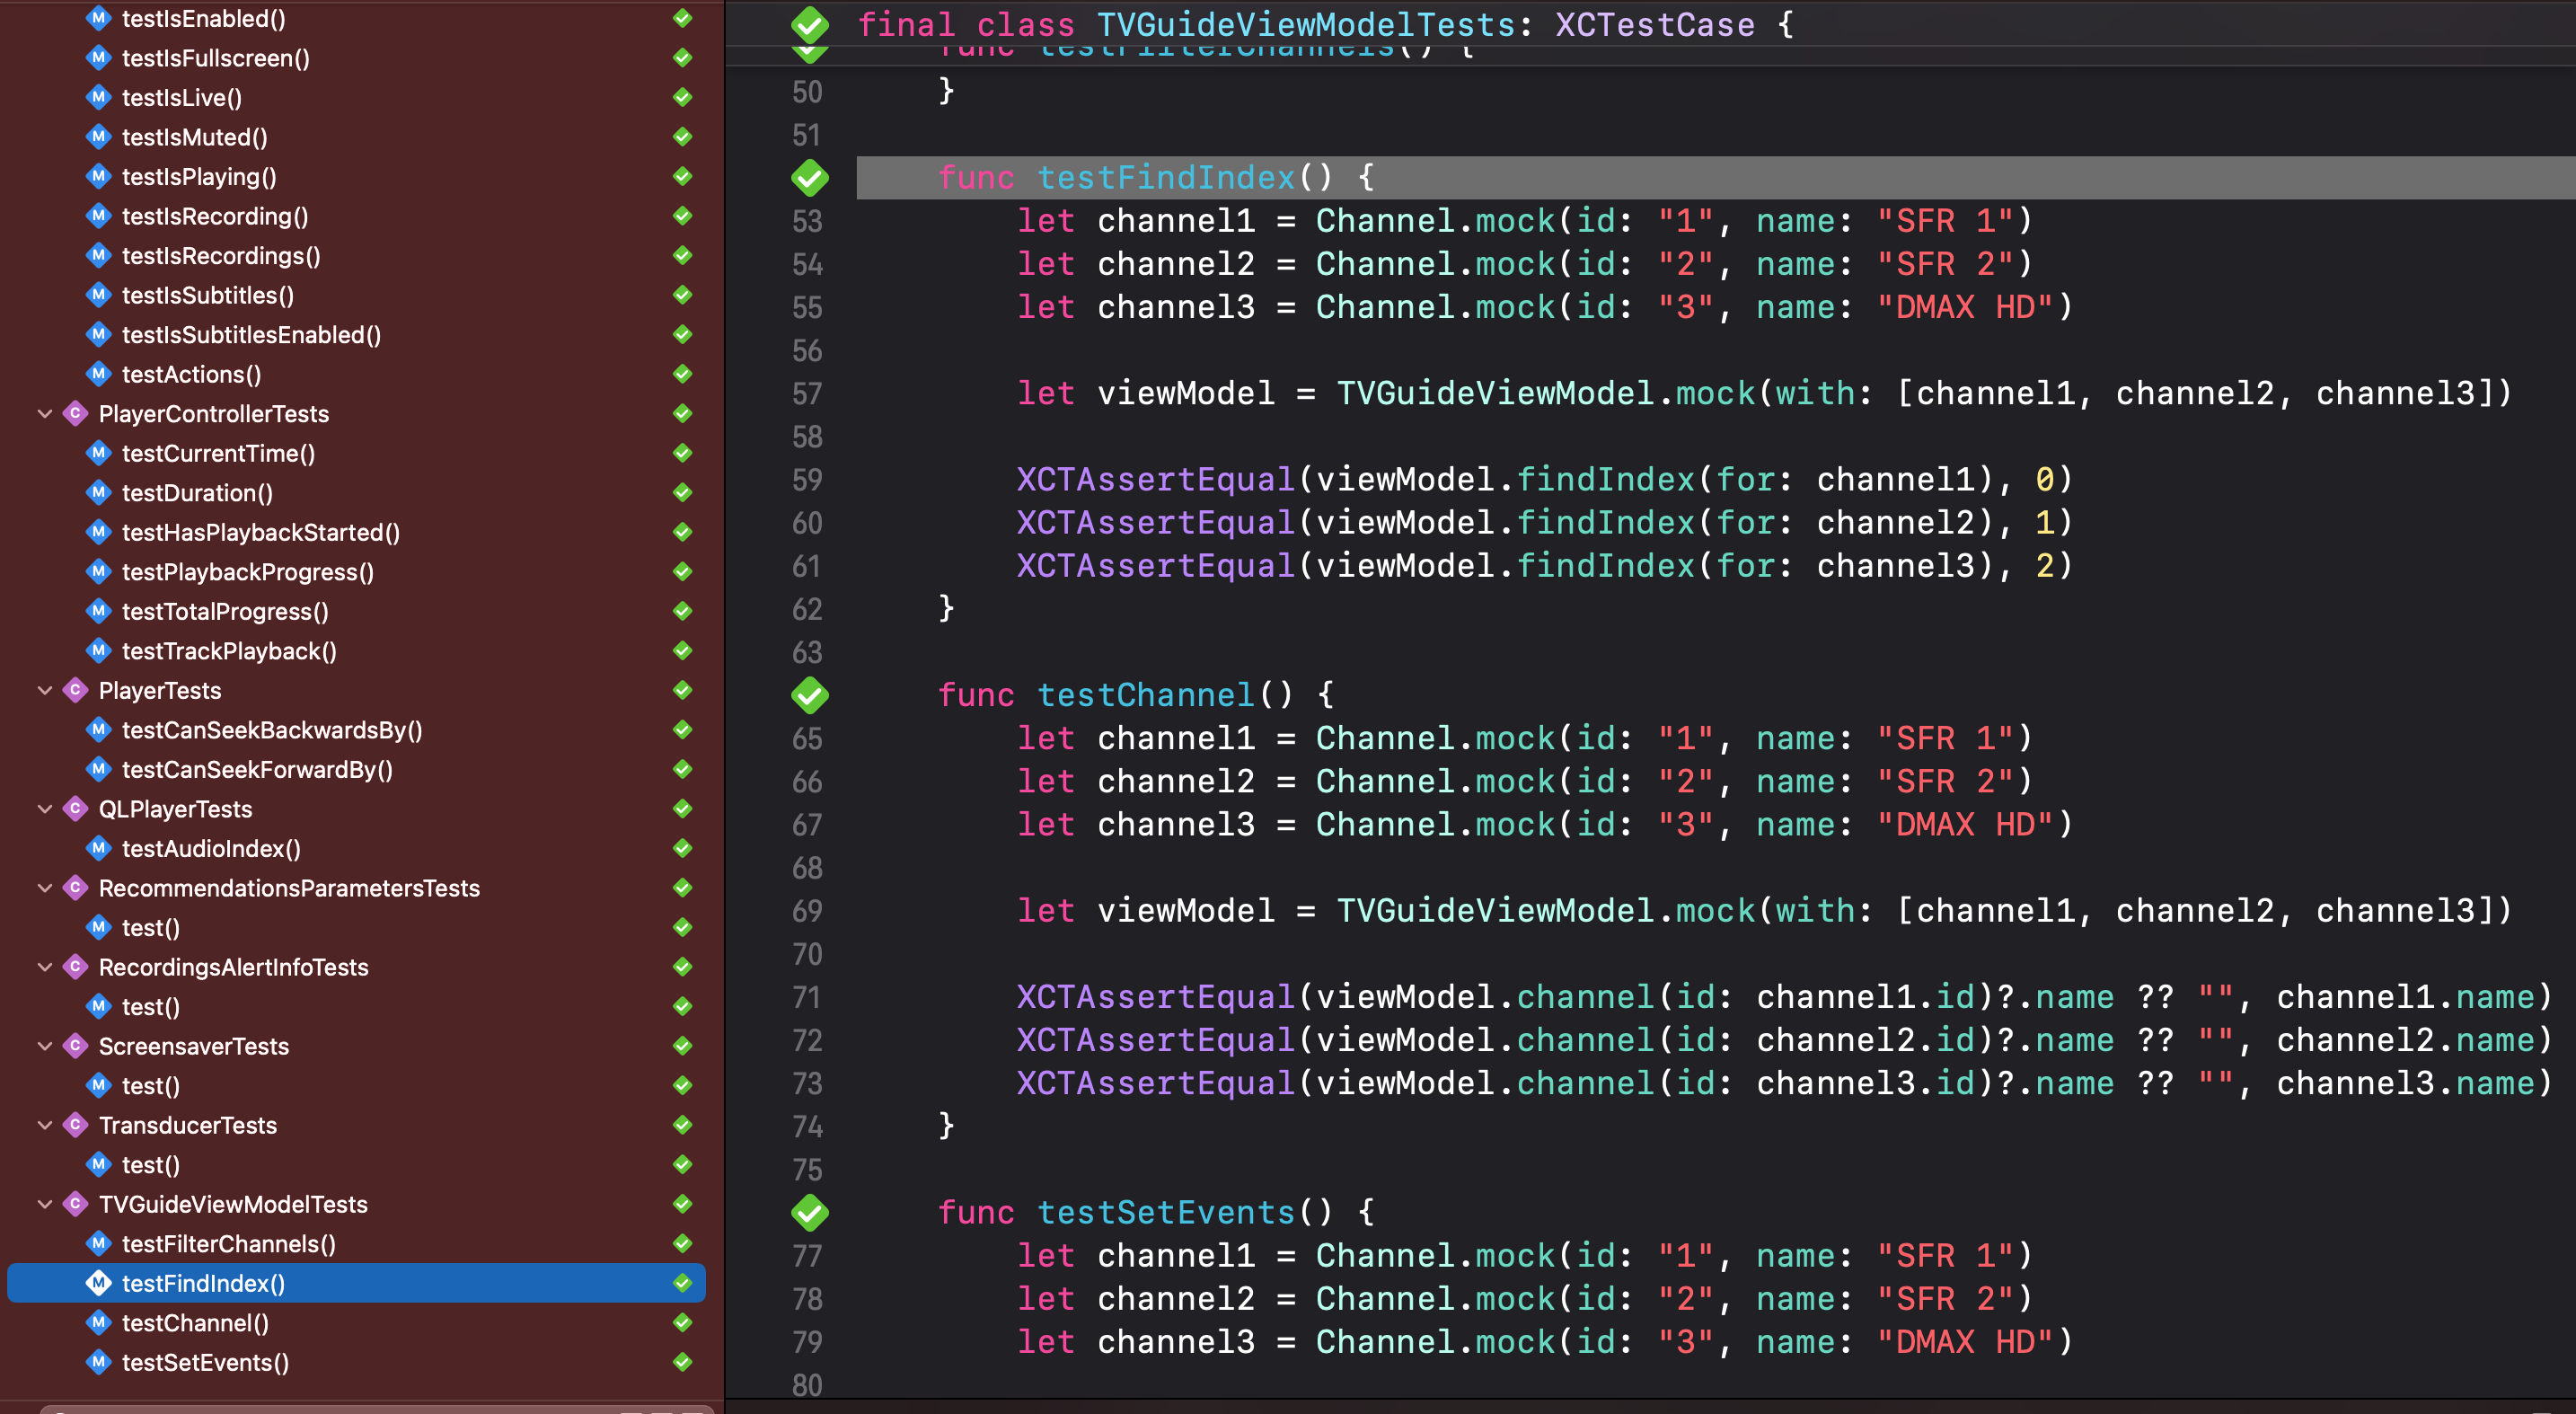 testIsEnabled()
testIsFullscreen()
testIsLive()
testIsMuted()
testIsPlaying()
testIsRecording()
testIsRecordings()
testIsSubtitles()
testIsSubtitlesEnabled()
testActions()
PlayerControllerTests
testCurrentTime()
testDuration()
testHasPlaybackStarted()
testPlaybackProgress()
testTotalProgress()
testTrackPlayback()
PlayerTests
testCanSeekBackwardsBy()
testCanSeekForwardBy()
QLPlayerTests
testAudioIndex()
RecommendationsParametersTests
test()
RecordingsAlertInfoTests
test()
ScreensaverTests
test()
TransducerTests
test()
TVGuideViewModelTests
testFilterChannels()
testFindIndex()
testChannel()
testSetEvents()
final class TVGuideViewModelTests: XCTestCase {
func testFilterChannels() {
50 }
51
func testFindIndex() {
53 let channel1 = Channel.mock(id: "1", name: "SFR 1")
54 let channel2 = Channel.mock(id: "2", name: "SFR 2")
55 let channel3 = Channel.mock(id: "3", name: "DMAX HD")
56
57 let viewModel = TVGuideViewModel.mock(with: [channel1, channel2, channel3])
58
59 XCTAssertEqual(viewModel.findIndex(for: channel1), 0)
60 XCTAssertEqual(viewModel.findIndex(for: channel2), 1)
61 XCTAssertEqual(viewModel.findIndex(for: channel3), 2)
62 }
63
func testChannel() {
65 let channel1 = Channel.mock(id: "1", name: "SFR 1")
66 let channel2 = Channel.mock(id: "2", name: "SFR 2")
67 let channel3 = Channel.mock(id: "3", name: "DMAX HD")
68
69 let viewModel = TVGuideViewModel.mock(with: [channel1, channel2, channel3])
70
71 XCTAssertEqual(viewModel.channel(id: channel1.id)?.name ?? "", channel1.name)
72 XCTAssertEqual(viewModel.channel(id: channel2.id)?.name ?? "", channel2.name)
73 XCTAssertEqual(viewModel.channel(id: channel3.id)?.name ?? "", channel3.name)
74 }
75
func testSetEvents() {
77 let channel1 = Channel.mock(id: "1", name: "SFR 1")
78 let channel2 = Channel.mock(id: "2", name: "SFR 2")
79 let channel3 = Channel.mock(id: "3", name: "DMAX HD")
80